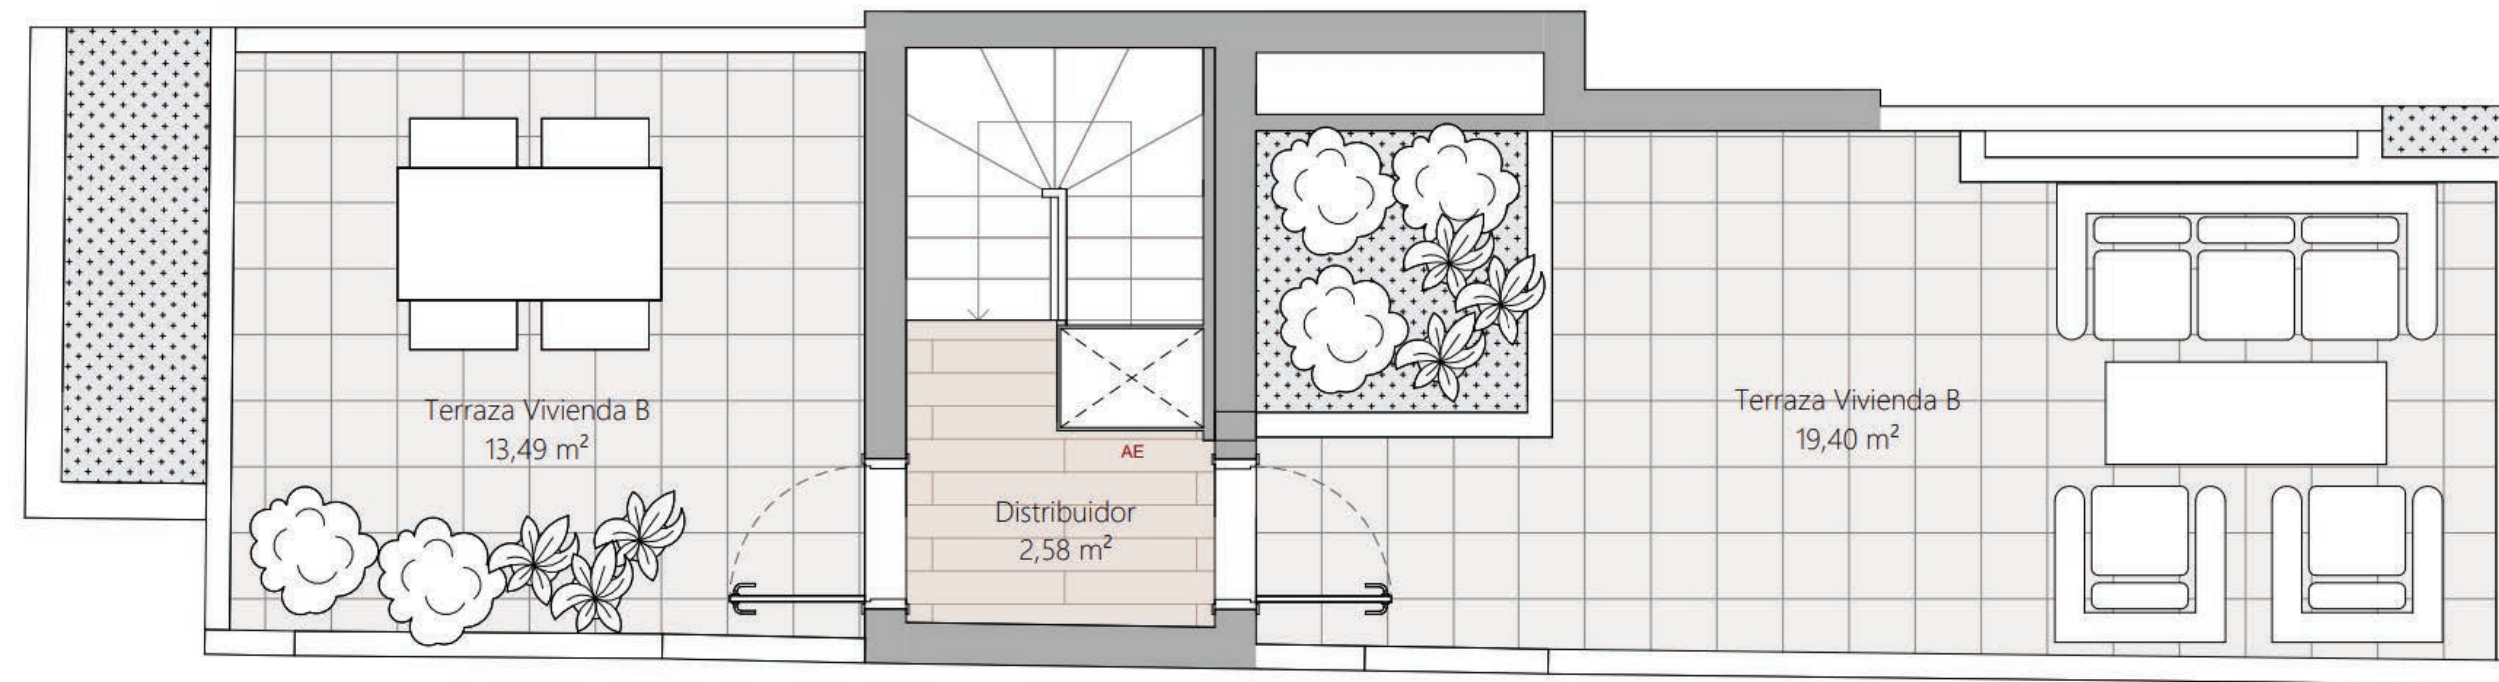 Terraza Vivienda B
13,49 m²
AE
Distribuidor
2,58 m²
Terraza Vivienda B
19,40 m²